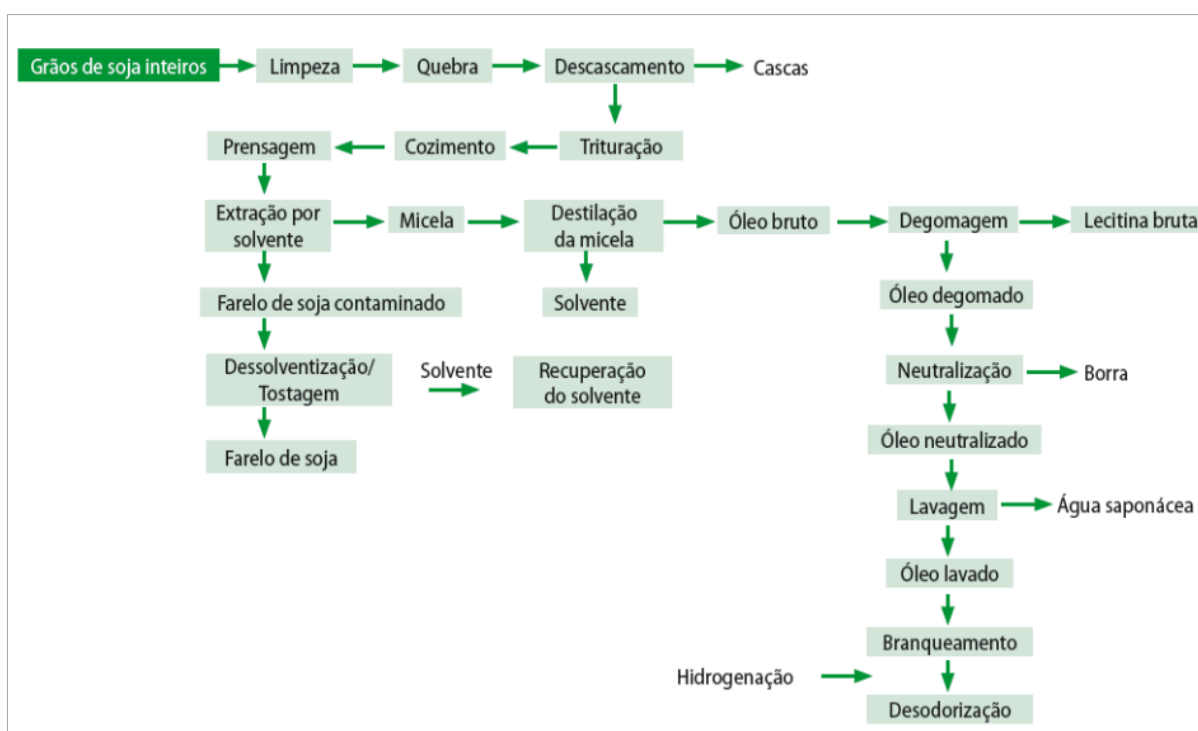 Grãos de soja inteiros
Limpeza
Quebra
Descascamento
Cascas
Prensagem
Cozimento
Trituração
Extração por
solvente
Micela
Destilação
da micela
Óleo bruto
Degomagem
Lecitina bruta
Farelo de soja contaminado
Solvente
Óleo degomado
Dessolventização/
Tostagem
Solvente
Recuperação
do solvente
Neutralização
Borra
Farelo de soja
Óleo neutralizado
Lavagem
Água saponácea
Óleo lavado
Branqueamento
Hidrogenação
Desodorização